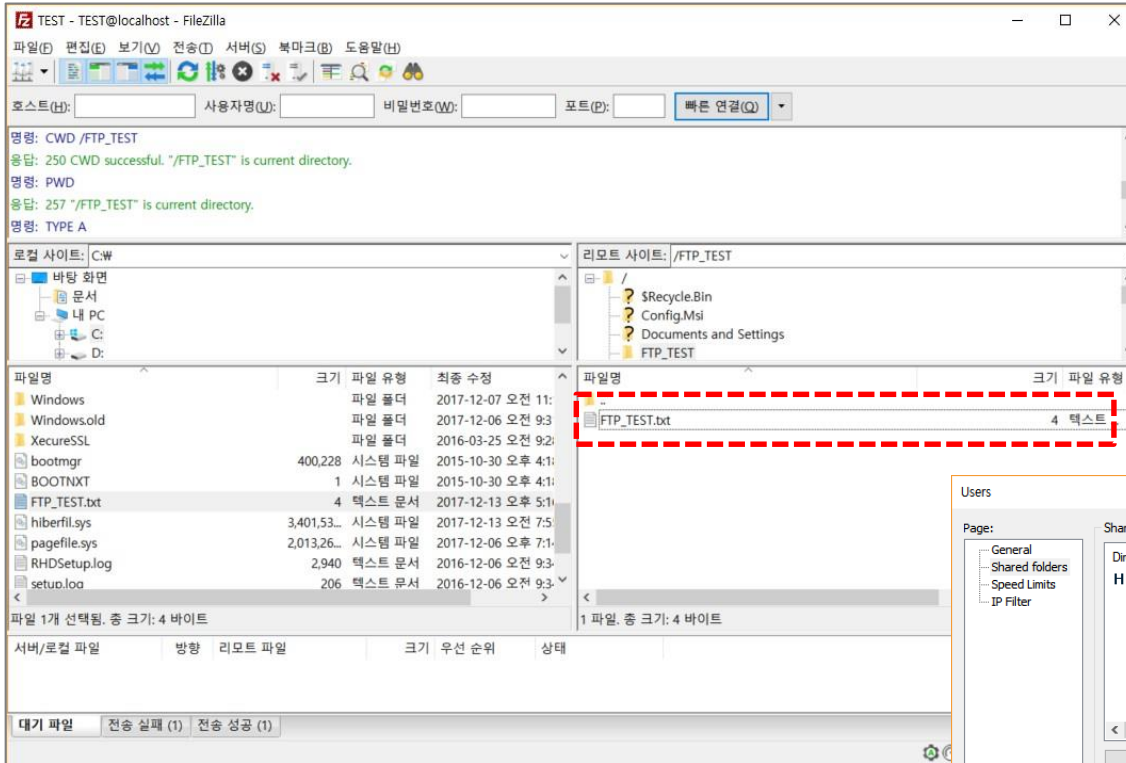 TEST - TEST@localhost - FileZilla
파일(F) 편집(E) 보기(V) 전송(T) 서버(S) 북마크(B) 도움말(H)
호스트(H): 사용자명(U): 비밀번호(W): 포트(P): 빠른 연결(Q)
명령: CWD /FTP_TEST
응답: 250 CWD successful. "/FTP_TEST" is current directory.
명령: PWD
응답: 257 "/FTP_TEST" is current directory.
명령: TYPE A
로컬 사이트: C:₩
바탕 화면
문서
내 PC
C:
D:
리모트 사이트: /FTP_TEST
/
$Recycle.Bin
Config.Msi
Documents and Settings
FTP_TEST
파일명 크기 파일 유형 최종 수정
Windows 파일 폴더 2017-12-07 오전 11:
Windows.old 파일 폴더 2017-12-06 오전 9:3
XecureSSL 파일 폴더 2016-03-25 오전 9:2
bootmgr 400,228 시스템 파일 2015-10-30 오후 4:1
BOOTNXT 1 시스템 파일 2015-10-30 오후 4:1
FTP_TEST.txt 4 텍스트 문서 2017-12-13 오후 5:1
hiberfil.sys 3,401,53... 시스템 파일 2017-12-13 오전 7:5
pagefile.sys 2,013,26... 시스템 파일 2017-12-06 오후 7:1
RHDSetup.log 2,940 텍스트 문서 2016-12-06 오전 9:3
setup.log 206 텍스트 문서 2016-12-06 오전 9:3
파일 1개 선택됨. 총 크기: 4 바이트
파일명 크기 파일 유형
..
FTP_TEST.txt 4 텍스트
1 파일. 총 크기: 4 바이트
서버/로컬 파일 방향 리모트 파일 크기 우선 순위 상태
대기 파일 전송 실패 (1) 전송 성공 (1)
Users
Page:
General
Shared folders
Speed Limits
IP Filter
Shar
Dir
H